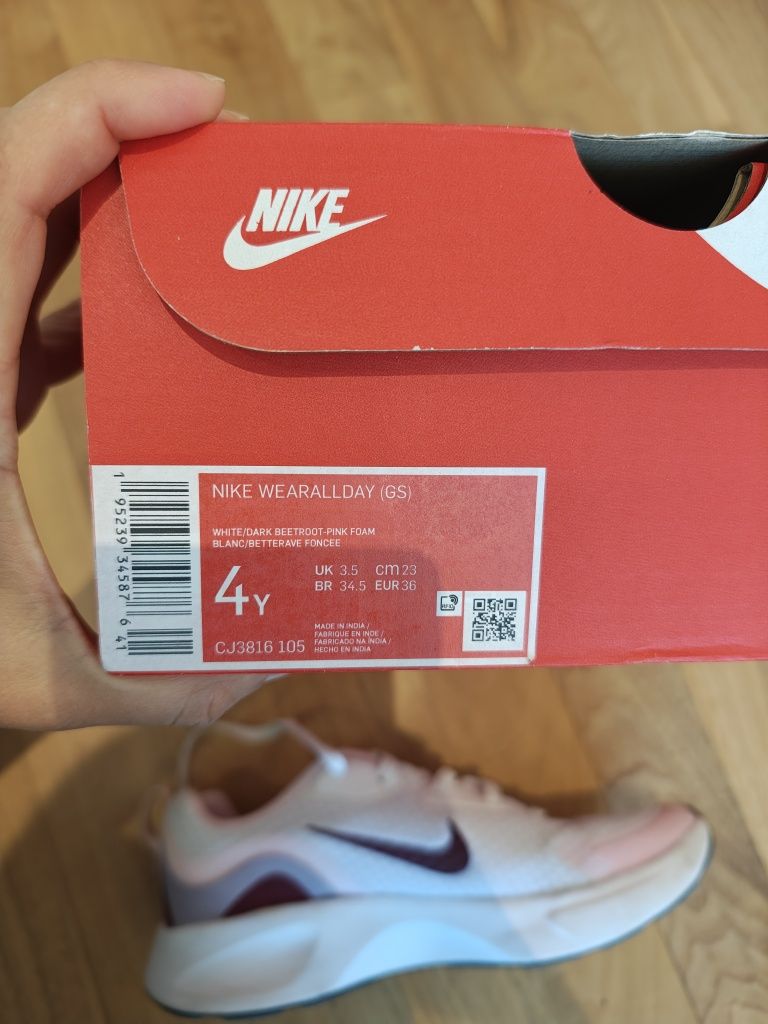 NIKE
NIKE WEARALLDAY (GS)
WHITE/DARK BEETROOT-PINK FOAM
BLANC/BETTERAVE FONCEE
4Y
UK 3.5 cm 23
BR 34.5 EUR 36
RFID
CJ3816 105
MADE IN INDIA /
FABRIQUE EN INDE /
FABRICADO NA INDIA /
HECHO EN INDIA
1 95239 34587 6 41